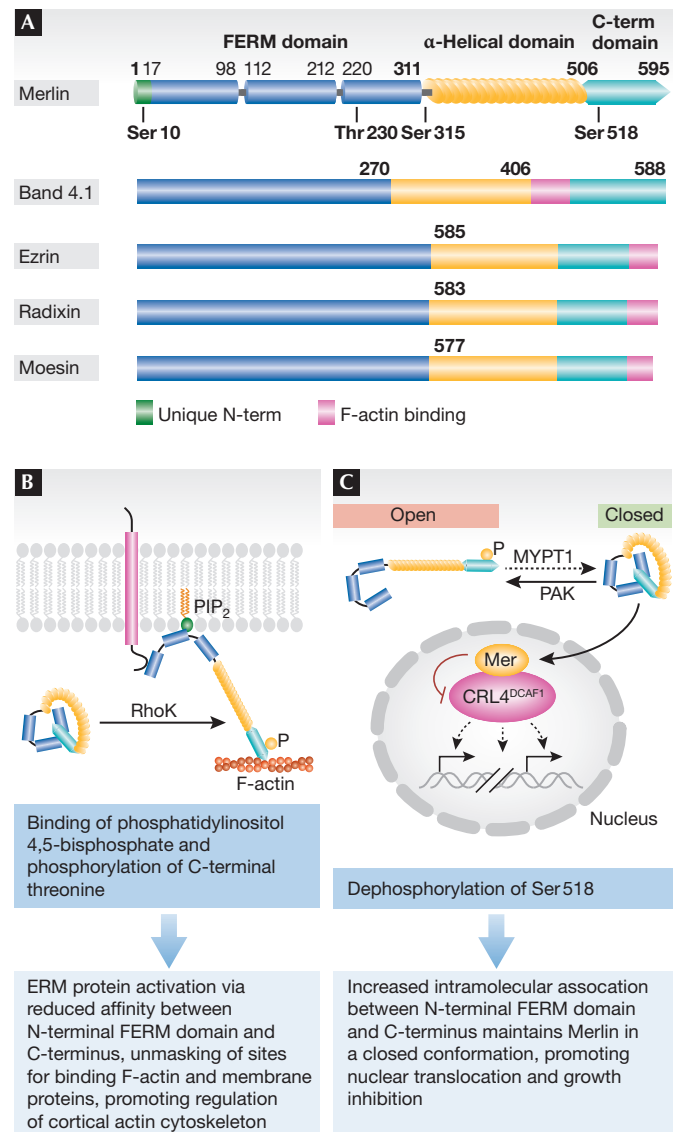 A
FERM domain
α-Helical domain
C-term
domain
1 17 98 112 212 220 311 506 595
Merlin
Ser 10 Thr 230 Ser 315 Ser 518
270 406 588
Band 4.1
585
Ezrin
583
Radixin
577
Moesin
Unique N-term F-actin binding
B
PIP2
RhoK
P
F-actin
Binding of phosphatidylinositol
4,5-bisphosphate and
phosphorylation of C-terminal
threonine
ERM protein activation via
reduced affinity between
N-terminal FERM domain and
C-terminus, unmasking of sites
for binding F-actin and membrane
proteins, promoting regulation
of cortical actin cytoskeleton
C
Open Closed
P
MYPT1
PAK
Mer
CRL4DCAF1
Nucleus
Dephosphorylation of Ser 518
Increased intramolecular assocation
between N-terminal FERM domain
and C-terminus maintains Merlin in
a closed conformation, promoting
nuclear translocation and growth
inhibition